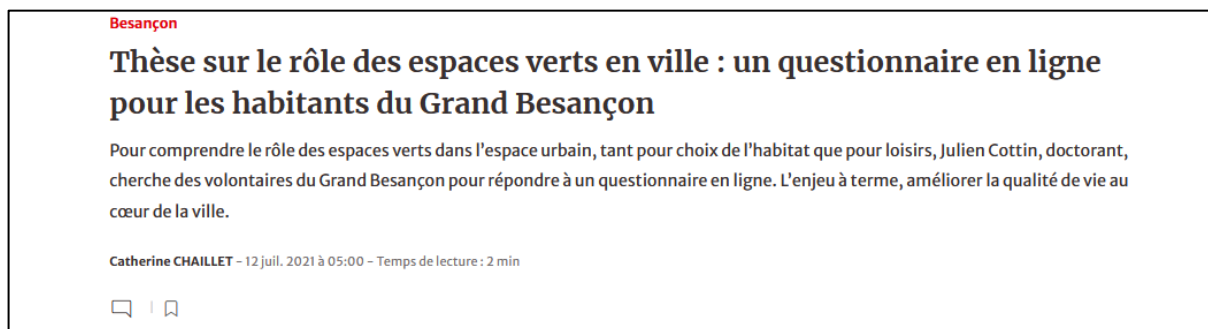 Besançon
Thèse sur le rôle des espaces verts en ville : un questionnaire en ligne
pour les habitants du Grand Besançon
Pour comprendre le rôle des espaces verts dans l’espace urbain, tant pour choix de l’habitat que pour loisirs, Julien Cottin, doctorant,
cherche des volontaires du Grand Besançon pour répondre à un questionnaire en ligne. L’enjeu à terme, améliorer la qualité de vie au
cœur de la ville.
Catherine CHAILLET – 12 juil. 2021 à 05:00 – Temps de lecture : 2 min